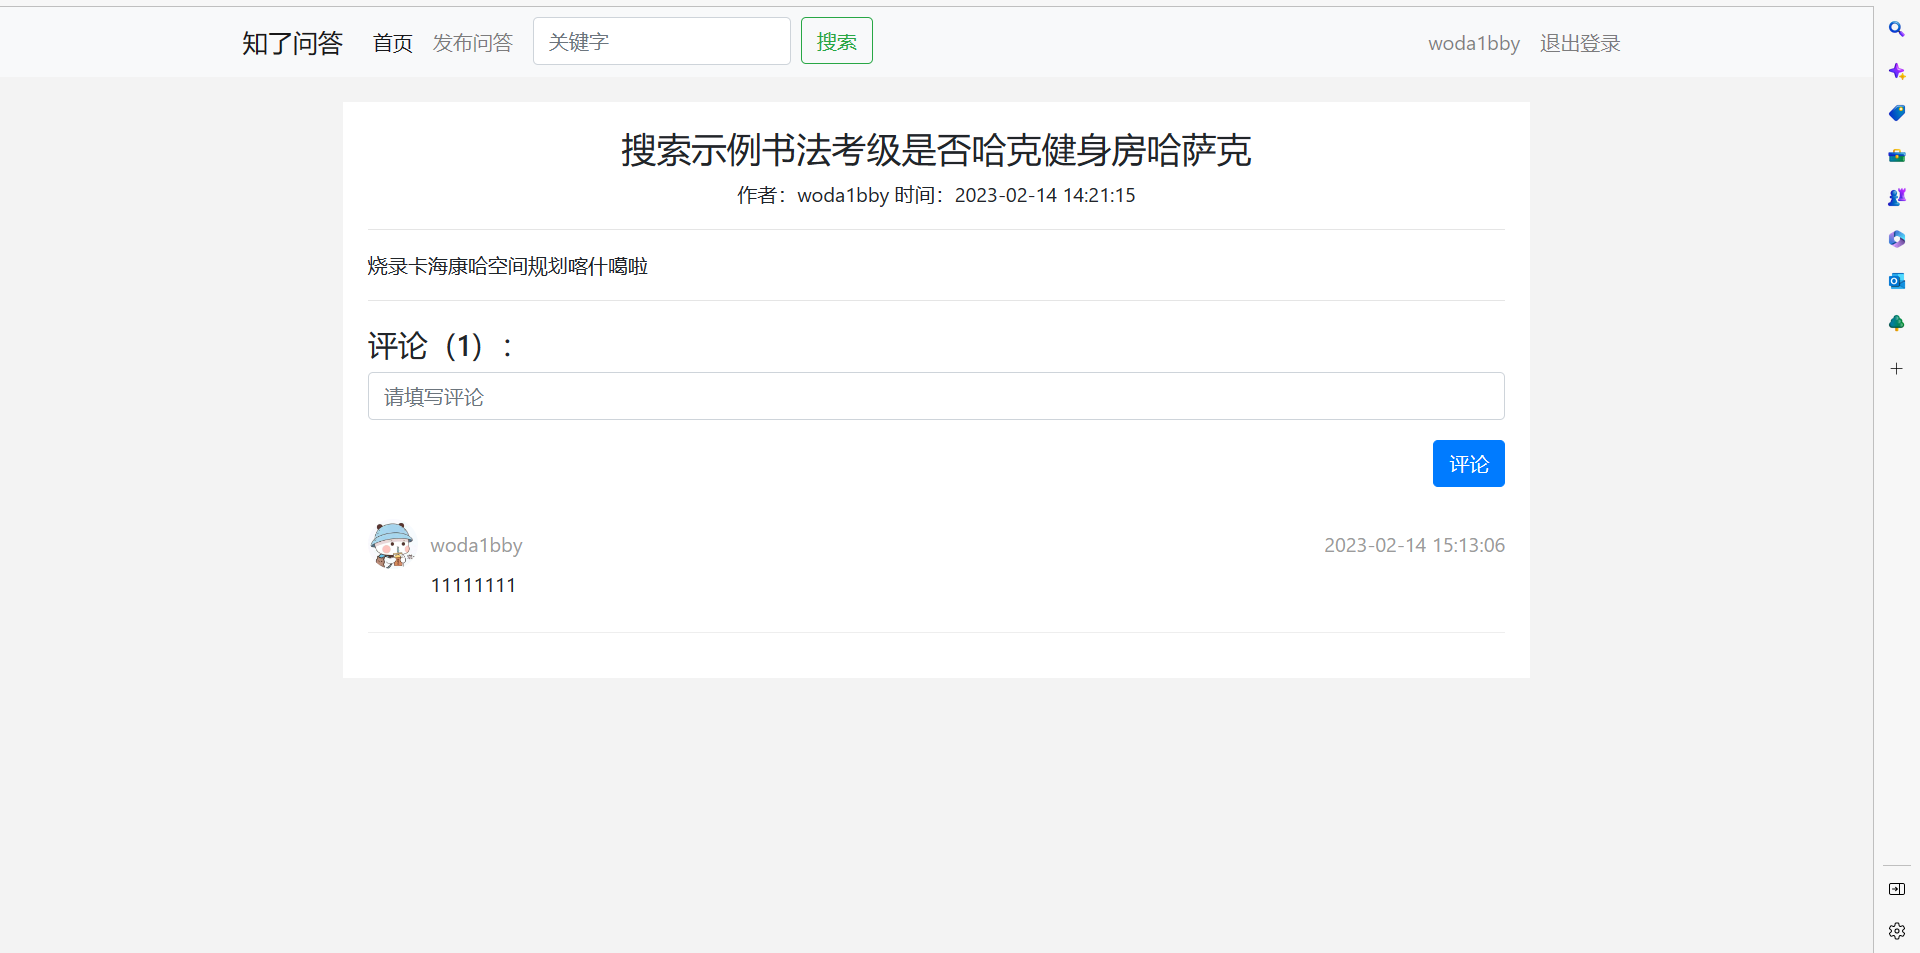 知了问答 首页 发布问答 关键字 搜索 woda1bby 退出登录
搜索示例书法考级是否哈克健身房哈萨克
作者：woda1bby 时间：2023-02-14 14:21:15
烧录卡海康哈空间规划喀什噶啦
评论（1）：
请填写评论
评论
woda1bby 2023-02-14 15:13:06
11111111